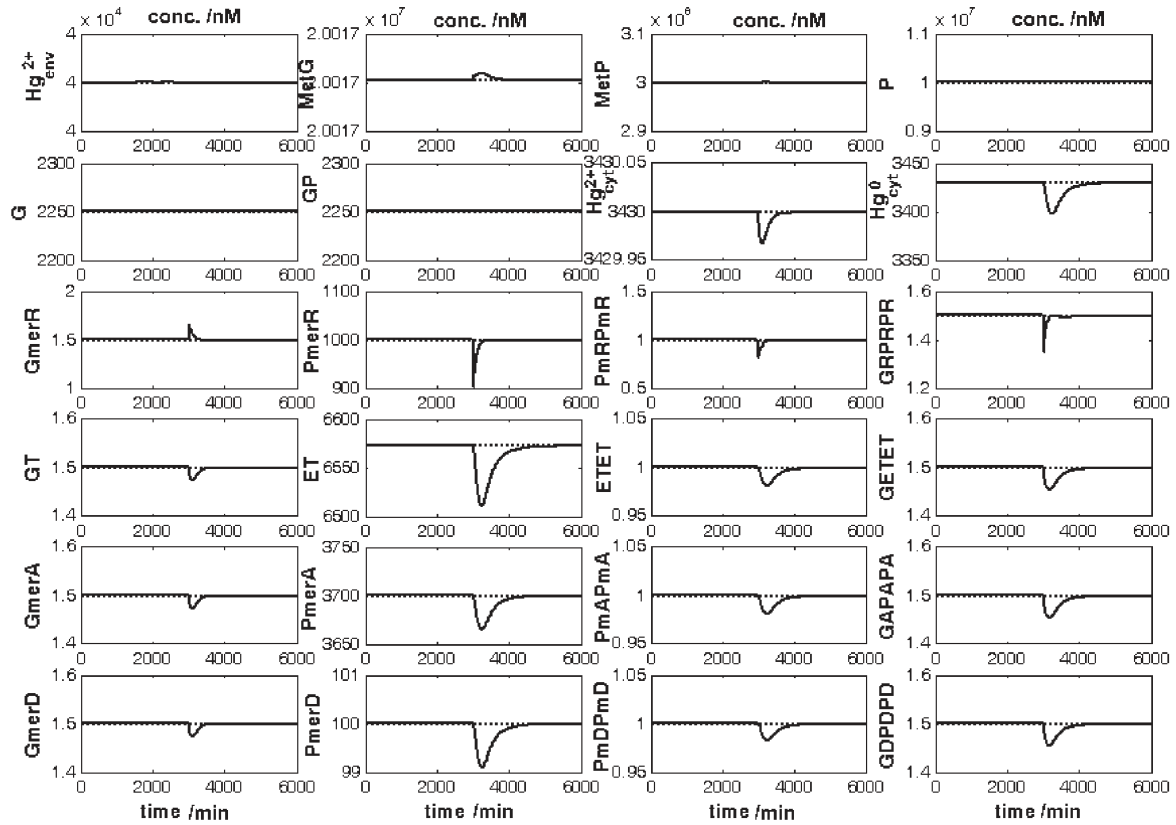 × 10⁴ conc. /nM × 10⁷ conc. /nM × 10⁶ conc. /nM × 10⁷ conc. /nM
Hg²⁺env 4 4 4 0 2000 4000 6000
MetG 2.0017 2.0017 2.0017 0 2000 4000 6000
MetP 3.1 3 2.9 0 2000 4000 6000
P 1.1 1 0.9 0 2000 4000 6000
G 2300 2250 2200 0 2000 4000 6000
GP 2300 2250 2200 0 2000 4000 6000
Hg²⁺cyt 3430.05 3430 3429.95 0 2000 4000 6000
Hg⁰cyt 3450 3400 3350 0 2000 4000 6000
GmerR 2 1.5 1 0 2000 4000 6000
PmerR 1100 1000 900 0 2000 4000 6000
PmRPmR 1.5 1 0.5 0 2000 4000 6000
GRPRPR 1.6 1.4 1.2 0 2000 4000 6000
GT 1.6 1.5 1.4 0 2000 4000 6000
ET 6600 6550 6500 0 2000 4000 6000
ETET 1.05 1 0.95 0 2000 4000 6000
GETET 1.6 1.5 1.4 0 2000 4000 6000
GmerA 1.6 1.5 1.4 0 2000 4000 6000
PmerA 3750 3700 3650 0 2000 4000 6000
PmAPmA 1.05 1 0.95 0 2000 4000 6000
GAPAPA 1.6 1.5 1.4 0 2000 4000 6000
GmerD 1.6 1.5 1.4 0 2000 4000 6000
PmerD 101 100 99 0 2000 4000 6000
PmDPmD 1.05 1 0.95 0 2000 4000 6000
GDPDPD 1.6 1.5 1.4 0 2000 4000 6000
time /min time /min time /min time /min